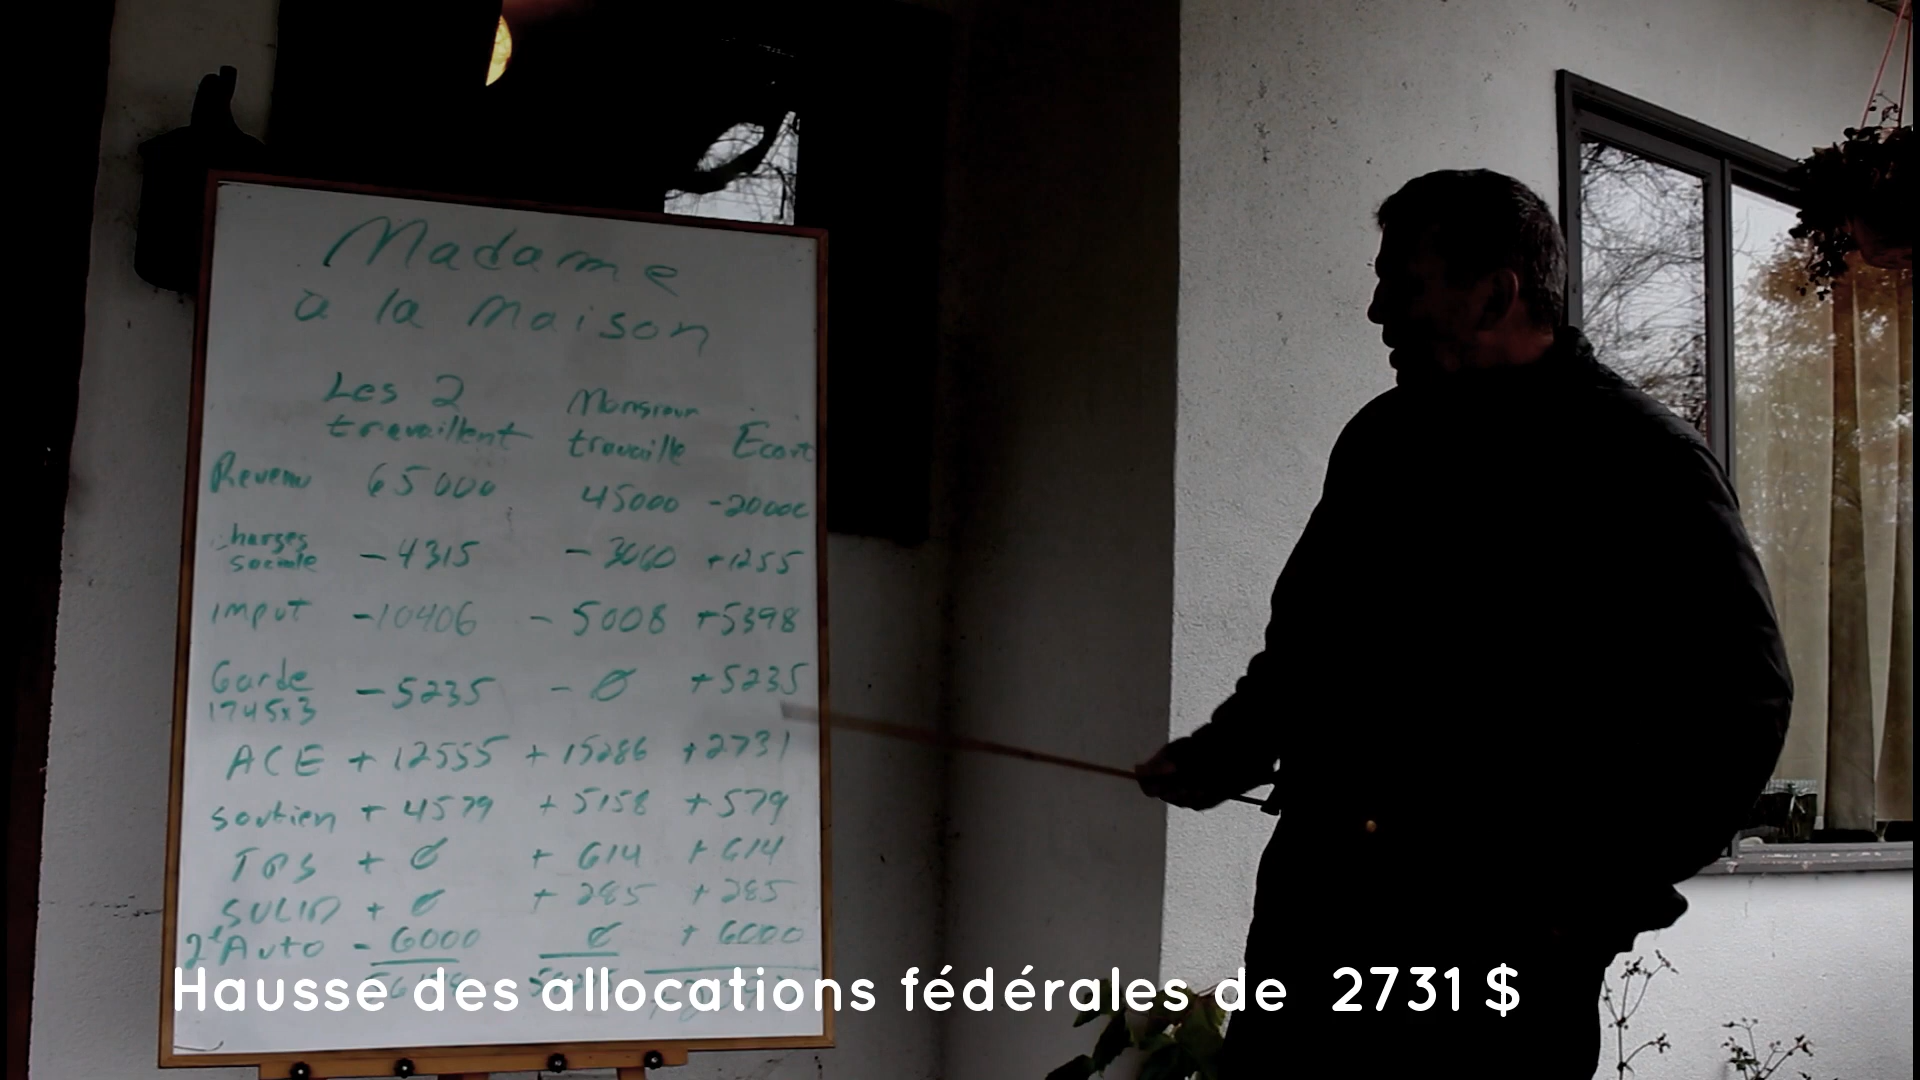 Madame
a la maison
Les 2 travaillent Monsieur travaille Ecart
Revenu 65000 45000 -20000
charges sociale -4315 -3060 +1255
impot -10406 -5008 +5398
Garde 1745x3 -5235 -0 +5235
ACE +12555 +15286 +2731
soutien +4579 +5158 +579
TPS +0 +614 +614
SOLID +0 +285 +285
2e Auto -6000 0 +6000
Hausse des allocations fédérales de 2731 $